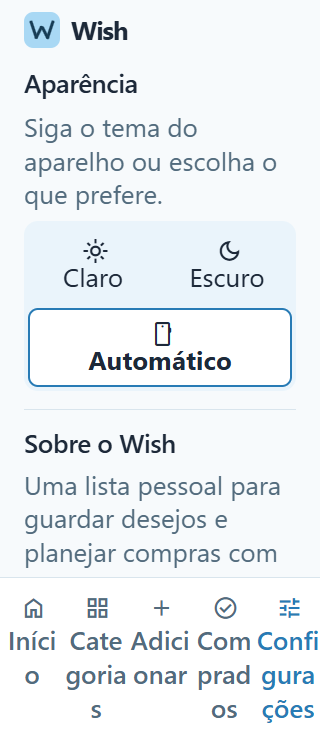 Wish
Aparência
Siga o tema do
aparelho ou escolha o
que prefere.
Claro
Escuro
Automático
Sobre o Wish
Uma lista pessoal para
guardar desejos e
planejar compras com
Iníci
o
Cate
goria
s
Adici
onar
Com
prad
os
Confi
gura
ções